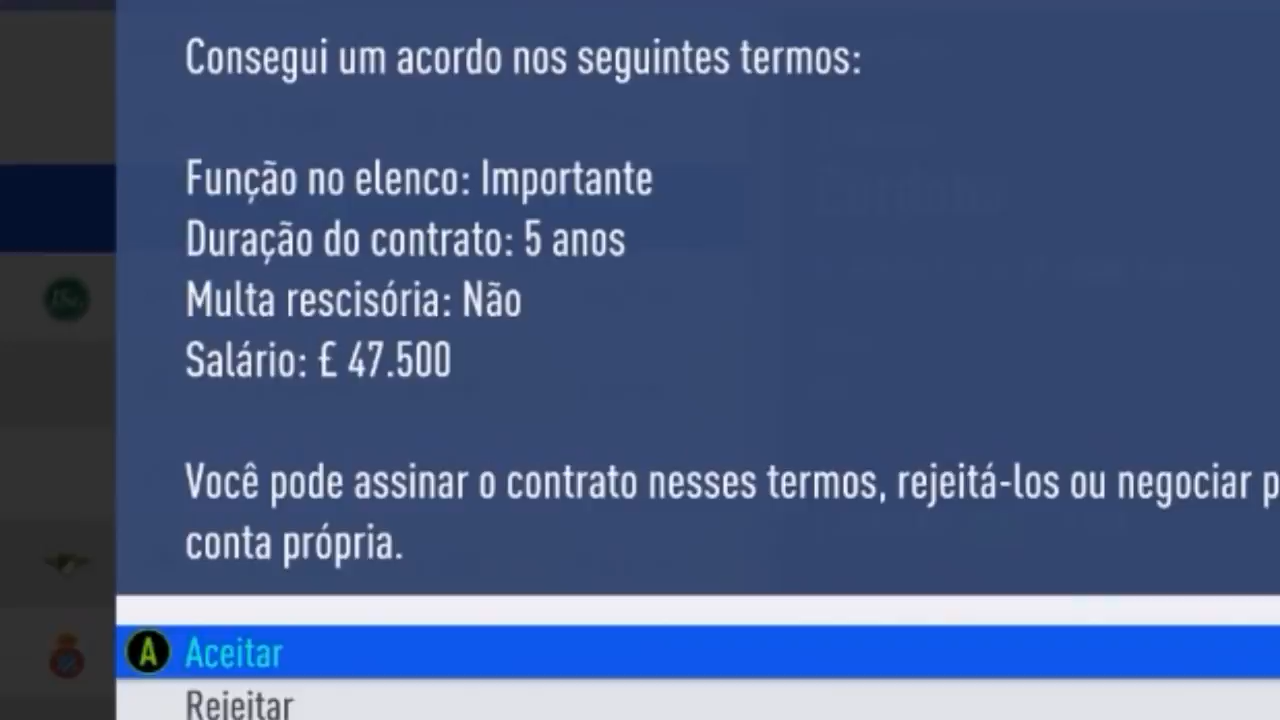 Consegui um acordo nos seguintes termos:
Função no elenco: Importante
Duração do contrato: 5 anos
Multa rescisória: Não
Salário: £ 47.500
Você pode assinar o contrato nesses termos, rejeitá-los ou negociar p
conta própria.
A Aceitar
Rejeitar